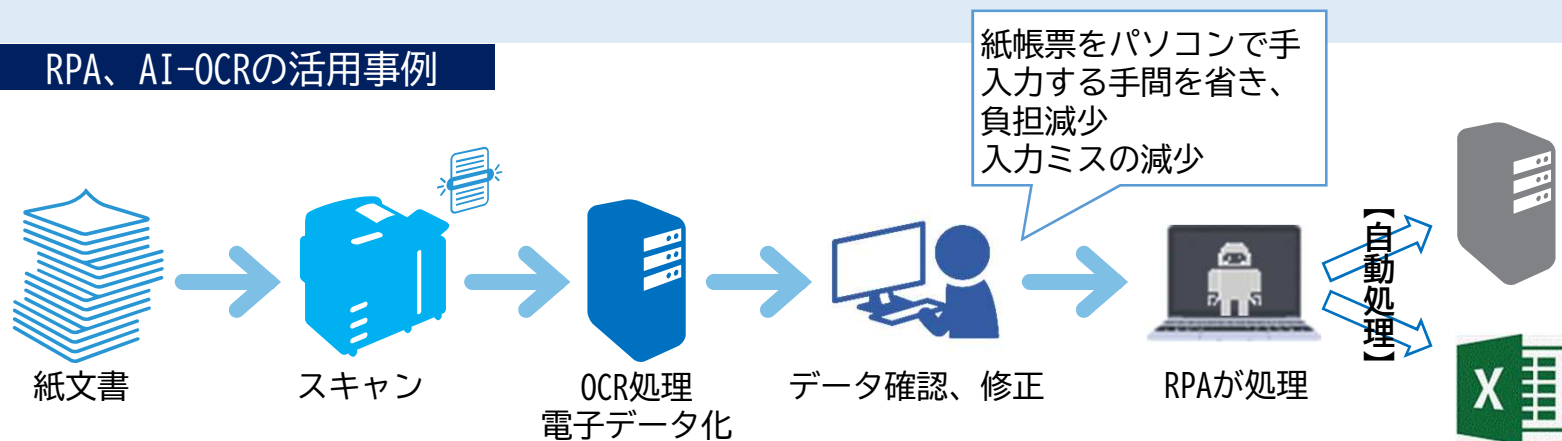 RPA、AI-OCRの活用事例
紙帳票をパソコンで手
入力する手間を省き、
負担減少
入力ミスの減少
【自動処理】
紙文書
スキャン
OCR処理
電子データ化
データ確認、修正
RPAが処理
X